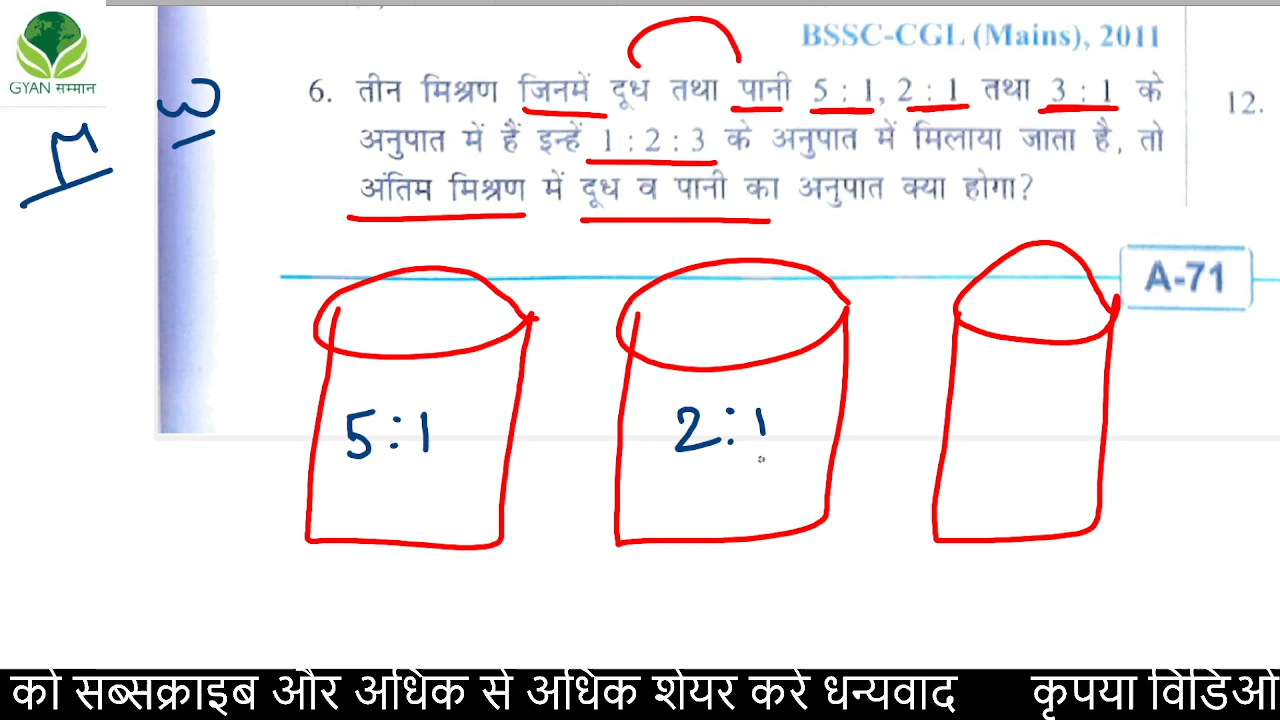 GYAN सम्मान
BSSC-CGL (Mains), 2011
6. तीन मिश्रण जिनमें दूध तथा पानी 5 : 1, 2 : 1 तथा 3 : 1 के
अनुपात में हैं इन्हें 1 : 2 : 3 के अनुपात में मिलाया जाता है, तो
अंतिम मिश्रण में दूध व पानी का अनुपात क्या होगा?
12.
A-71
5:1
2:1
को सब्सक्राइब और अधिक से अधिक शेयर करे धन्यवाद कृपया विडिओ